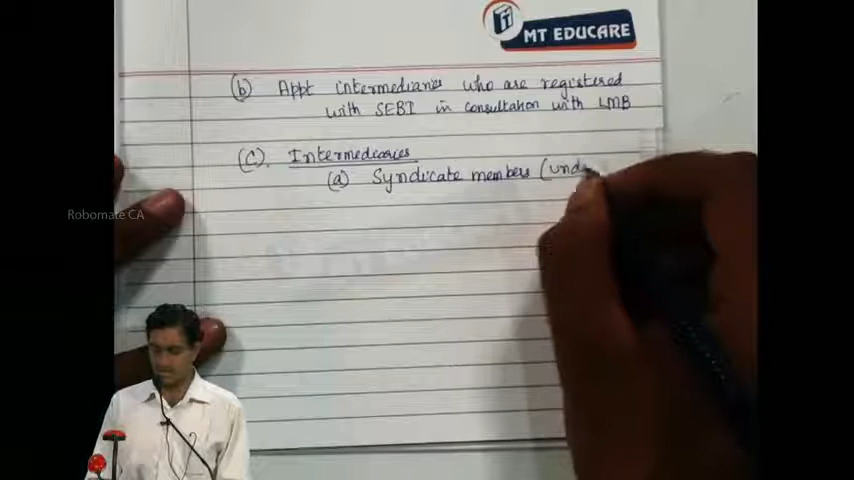 MT EDUCARE
(b) Appt intermediaries who are registered
with SEBI in consultation with LMB
(C). Intermediaries
(a) Syndicate members (und
Robomate CA